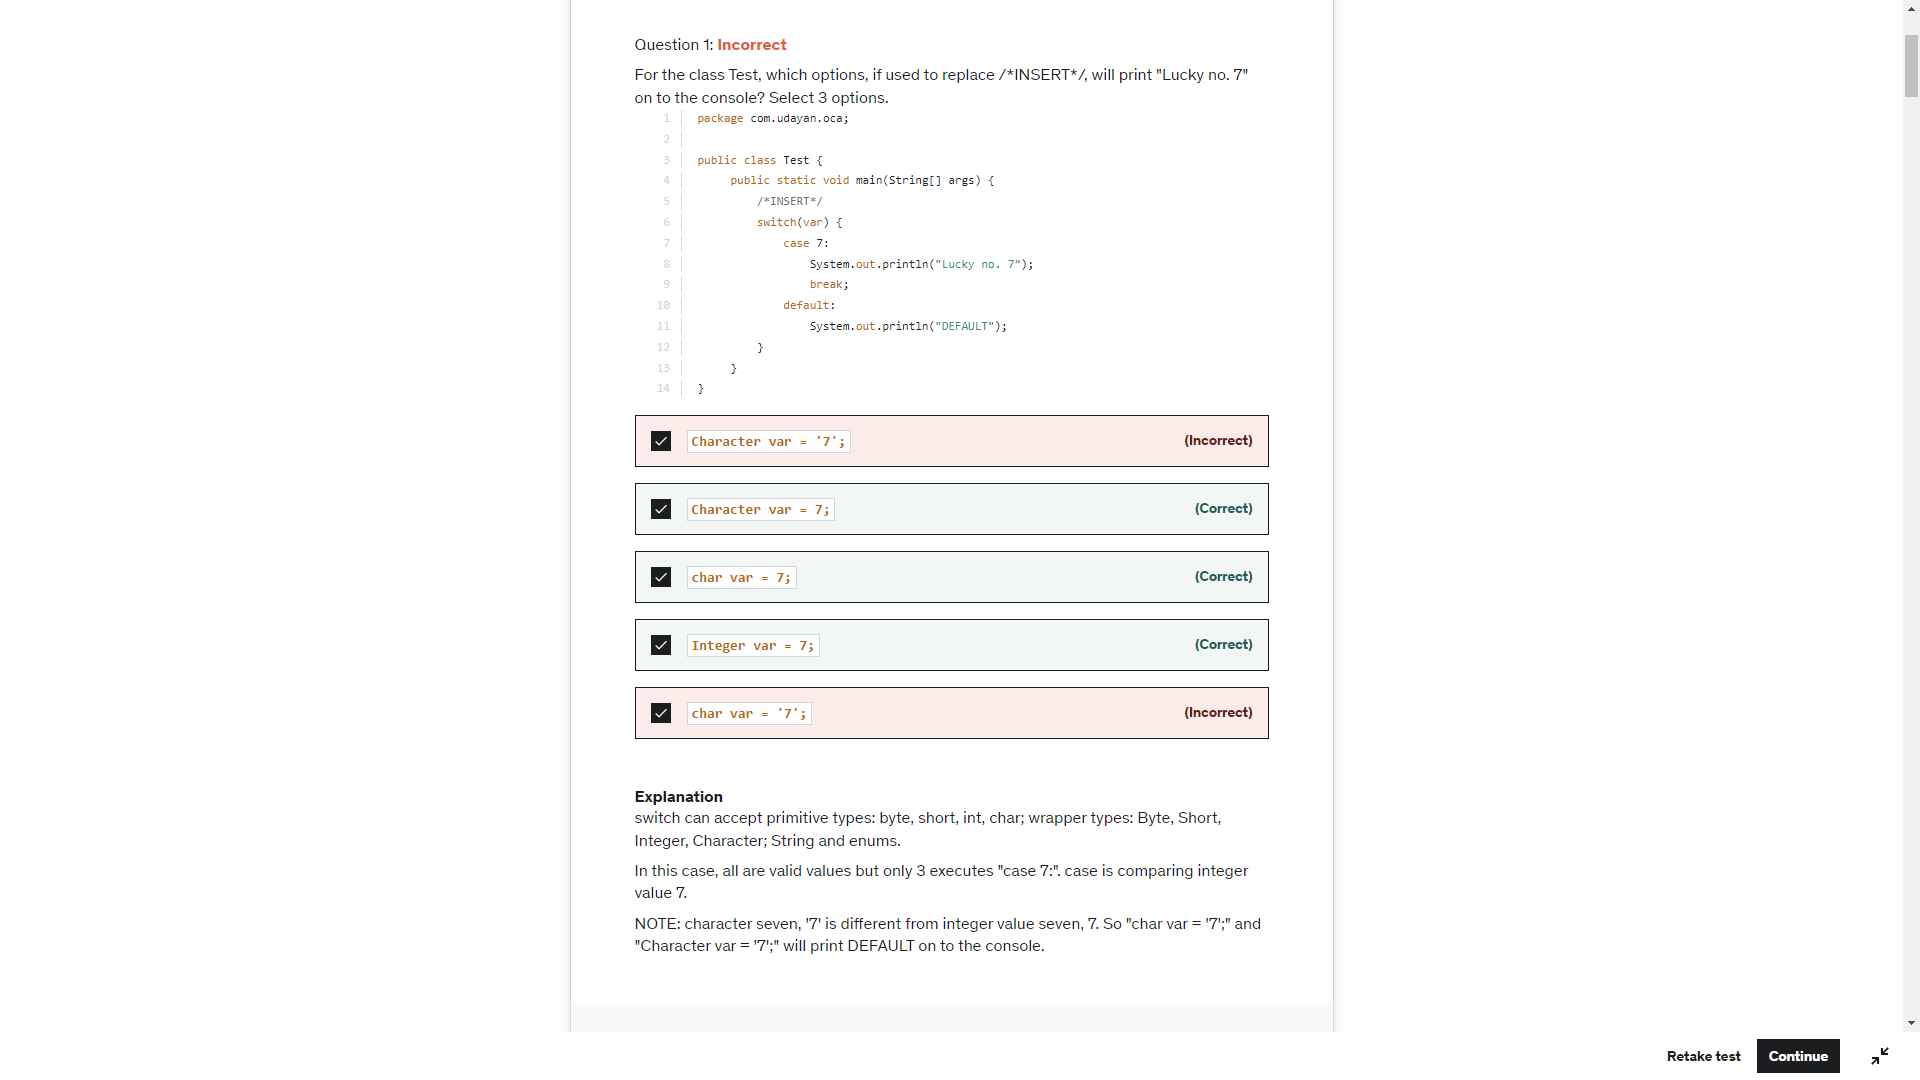 Question 1: Incorrect
For the class Test, which options, if used to replace /*INSERT*/, will print "Lucky no. 7"
on to the console? Select 3 options.
1 package com.udayan.oca;
2
3 public class Test {
4 public static void main(String[] args) {
5 /*INSERT*/
6 switch(var) {
7 case 7:
8 System.out.println("Lucky no. 7");
9 break;
10 default:
11 System.out.println("DEFAULT");
12 }
13 }
14 }
Character var = '7'; (Incorrect)
Character var = 7; (Correct)
char var = 7; (Correct)
Integer var = 7; (Correct)
char var = '7'; (Incorrect)
Explanation
switch can accept primitive types: byte, short, int, char; wrapper types: Byte, Short,
Integer, Character; String and enums.
In this case, all are valid values but only 3 executes "case 7:". case is comparing integer
value 7.
NOTE: character seven, '7' is different from integer value seven, 7. So "char var = '7';" and
"Character var = '7';" will print DEFAULT on to the console.
Retake test Continue